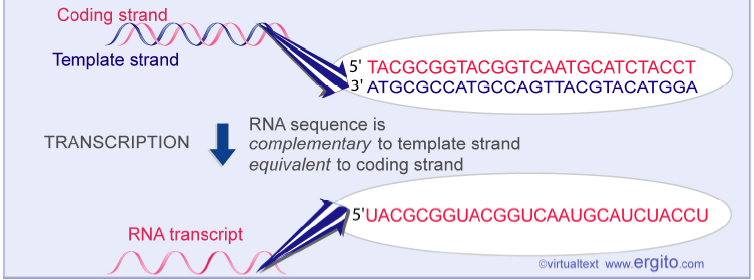 Coding strand
Template strand
5' TACGCGGTACGGTCAATGCATCTACCT
3' ATGCGCCATGCCAGTTACGTACATGGA
TRANSCRIPTION
RNA sequence is
complementary to template strand
equivalent to coding strand
RNA transcript
5'UACGCGGUACGGUCAAUGCAUCUACCU
©virtualtext www.ergito.com